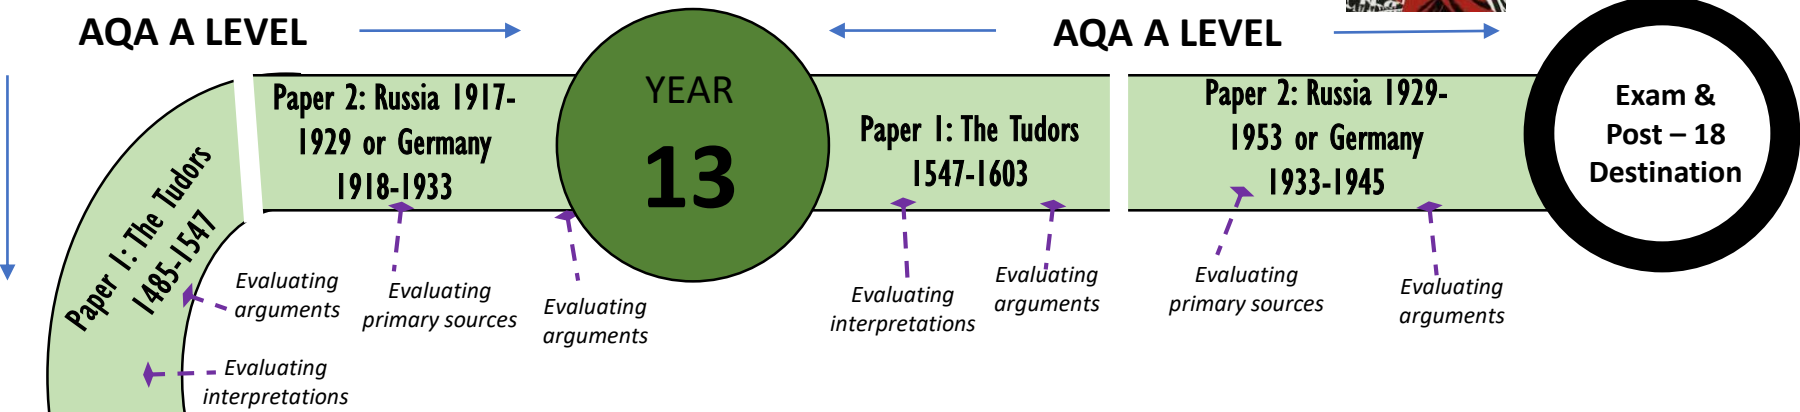 AQA A LEVEL
AQA A LEVEL
Paper 1: The Tudors
1485-1547
Paper 2: Russia 1917-
1929 or Germany
1918-1933
YEAR
13
Paper 1: The Tudors
1547-1603
Paper 2: Russia 1929-
1953 or Germany
1933-1945
Exam &
Post – 18
Destination
Evaluating
arguments
Evaluating
interpretations
Evaluating
primary sources
Evaluating
arguments
Evaluating
interpretations
Evaluating
arguments
Evaluating
primary sources
Evaluating
arguments